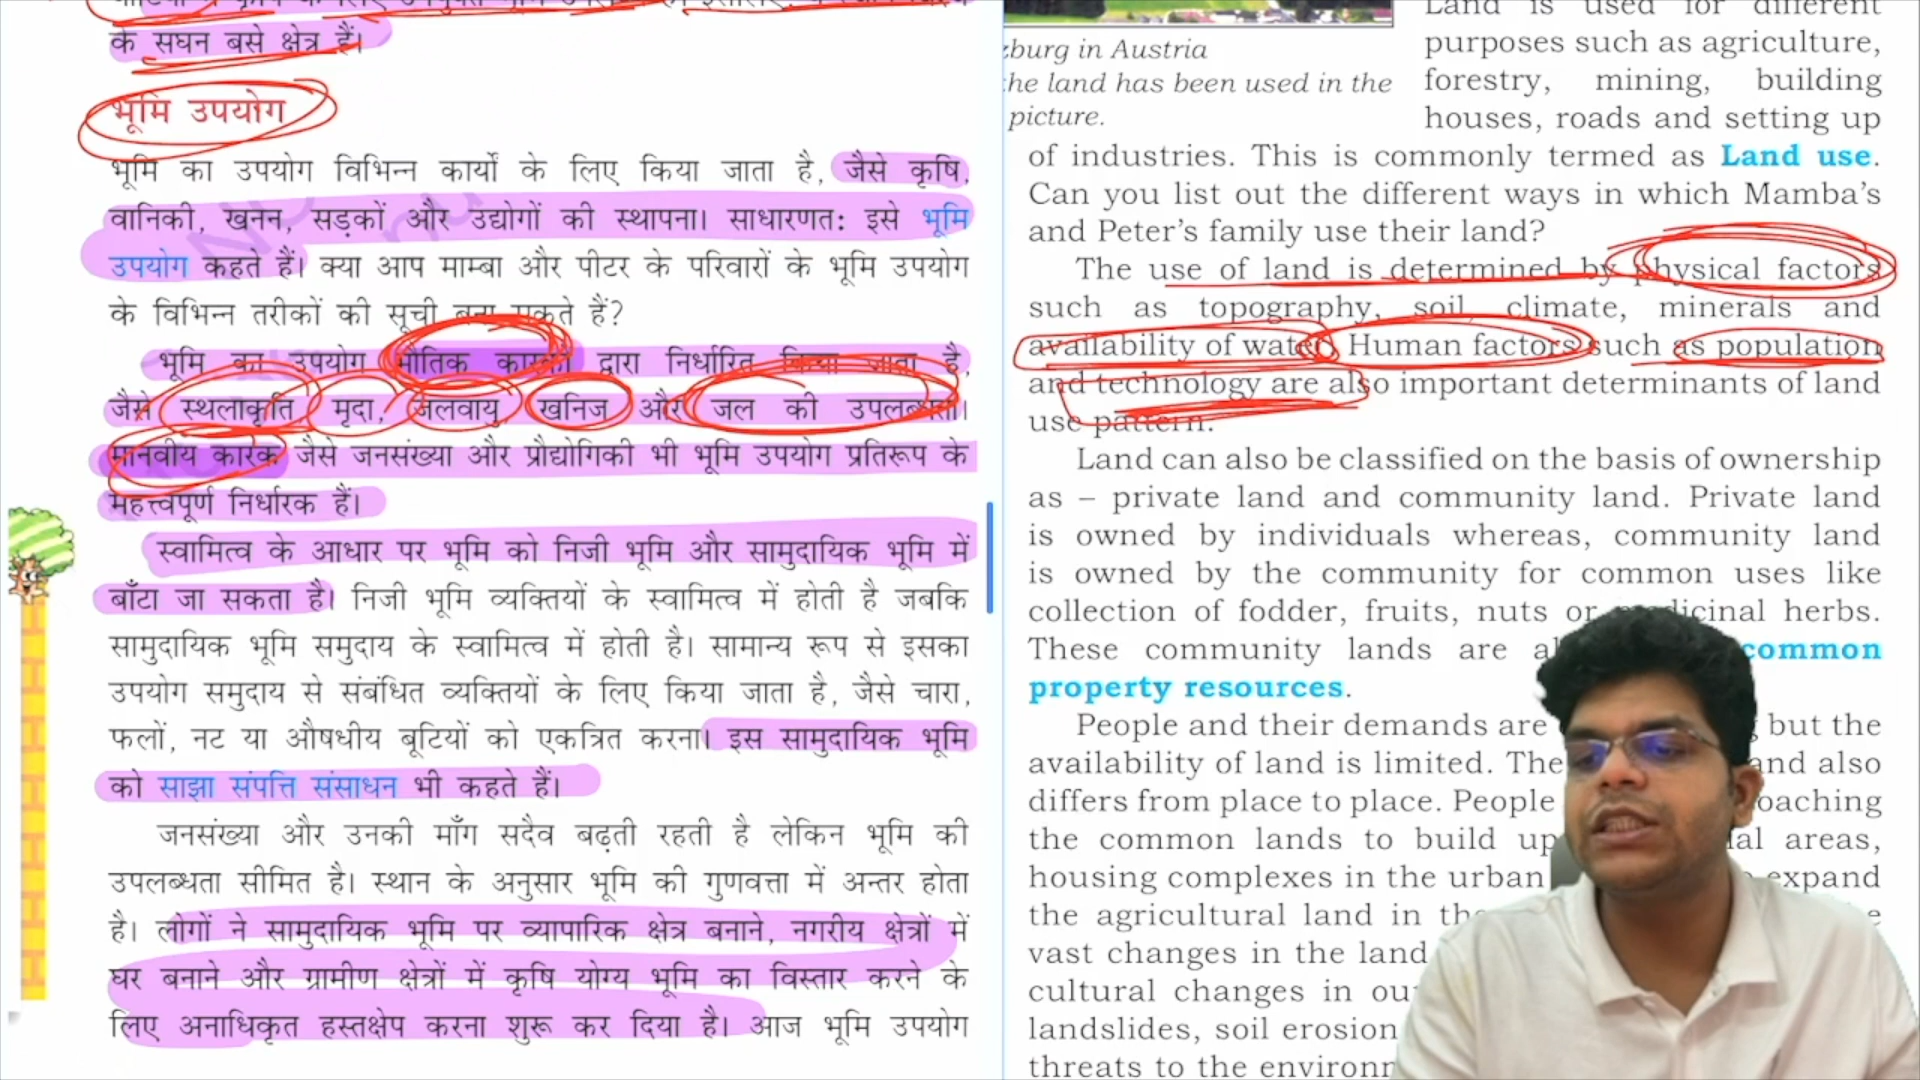 के सघन बसे क्षेत्र हैं।
भूमि उपयोग
भूमि का उपयोग विभिन्न कार्यों के लिए किया जाता है, जैसे कृषि,
वानिकी, खनन, सड़कों और उद्योगों की स्थापना। साधारणतः इसे भूमि
उपयोग कहते हैं। क्या आप माम्बा और पीटर के परिवारों के भूमि उपयोग
के विभिन्न तरीकों की सूची बना सकते हैं?
भूमि का उपयोग भौतिक कारकों द्वारा निर्धारित किया जाता है,
जैसे स्थलाकृति, मृदा, जलवायु, खनिज और जल की उपलब्धता।
मानवीय कारक जैसे जनसंख्या और प्रौद्योगिकी भी भूमि उपयोग प्रतिरूप के
महत्त्वपूर्ण निर्धारक हैं।
स्वामित्व के आधार पर भूमि को निजी भूमि और सामुदायिक भूमि में
बाँटा जा सकता है। निजी भूमि व्यक्तियों के स्वामित्व में होती है जबकि
सामुदायिक भूमि समुदाय के स्वामित्व में होती है। सामान्य रूप से इसका
उपयोग समुदाय से संबंधित व्यक्तियों के लिए किया जाता है, जैसे चारा,
फलों, नट या औषधीय बूटियों को एकत्रित करना। इस सामुदायिक भूमि
को साझा संपत्ति संसाधन भी कहते हैं।
जनसंख्या और उनकी माँग सदैव बढ़ती रहती है लेकिन भूमि की
उपलब्धता सीमित है। स्थान के अनुसार भूमि की गुणवत्ता में अन्तर होता
है। लोगों ने सामुदायिक भूमि पर व्यापारिक क्षेत्र बनाने, नगरीय क्षेत्रों में
घर बनाने और ग्रामीण क्षेत्रों में कृषि योग्य भूमि का विस्तार करने के
लिए अनाधिकृत हस्तक्षेप करना शुरू कर दिया है। आज भूमि उपयोग
zburg in Austria
the land has been used in the
picture.
Land is used for different
purposes such as agriculture,
forestry, mining, building
houses, roads and setting up
of industries. This is commonly termed as Land use.
Can you list out the different ways in which Mamba's
and Peter's family use their land?
The use of land is determined by physical factors
such as topography, soil, climate, minerals and
availability of water. Human factors such as population
and technology are also important determinants of land
use pattern.
Land can also be classified on the basis of ownership
as – private land and community land. Private land
is owned by individuals whereas, community land
is owned by the community for common uses like
collection of fodder, fruits, nuts or medicinal herbs.
These community lands are common
property resources.
People and their demands are but the
availability of land is limited. The and also
differs from place to place. People
the common lands to build up areas,
housing complexes in the urban expand
the agricultural land in
vast changes in the land
cultural changes in
landslides, soil erosion
threats to the